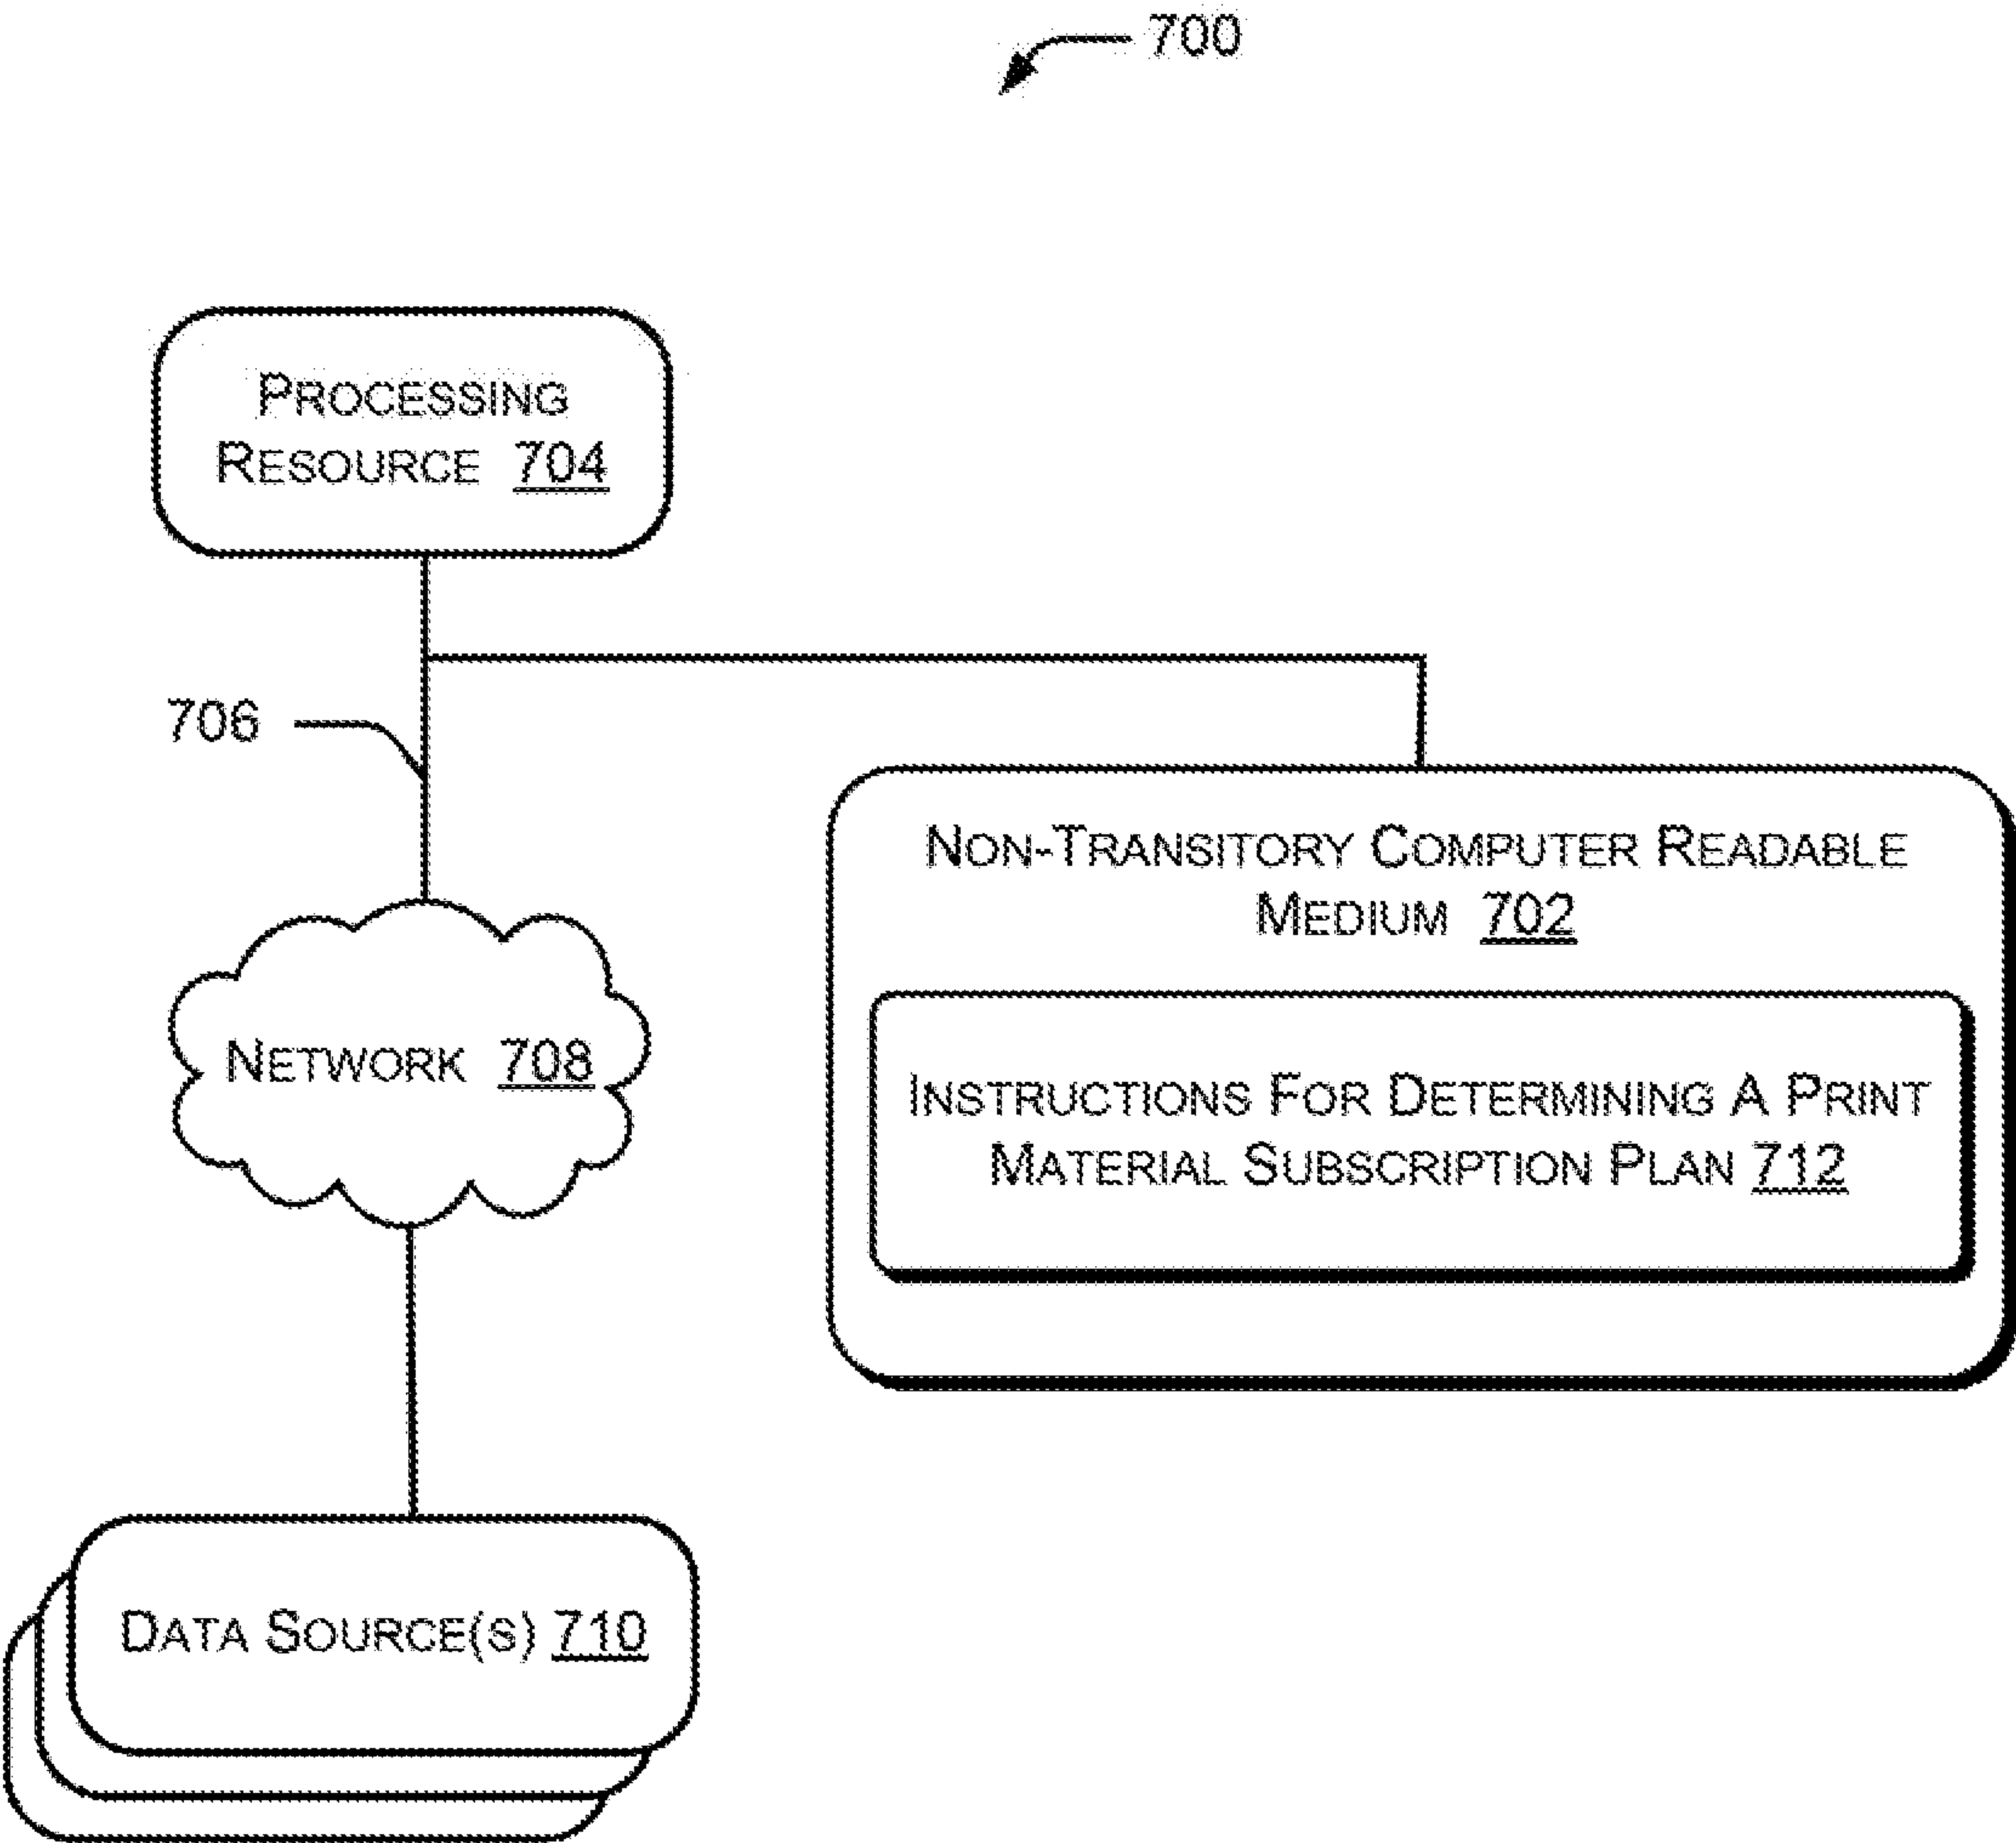 700
PROCESSING
RESOURCE 704
706
NON-TRANSITORY COMPUTER READABLE
MEDIUM 702
NETWORK 708
INSTRUCTIONS FOR DETERMINING A PRINT
MATERIAL SUBSCRIPTION PLAN 712
DATA SOURCE(S) 710